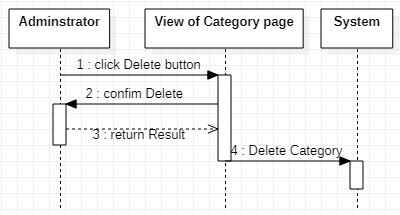 Adminstrator
View of Category page
System
1 : click Delete button
2 : confim Delete
3 : return Result
4 : Delete Category